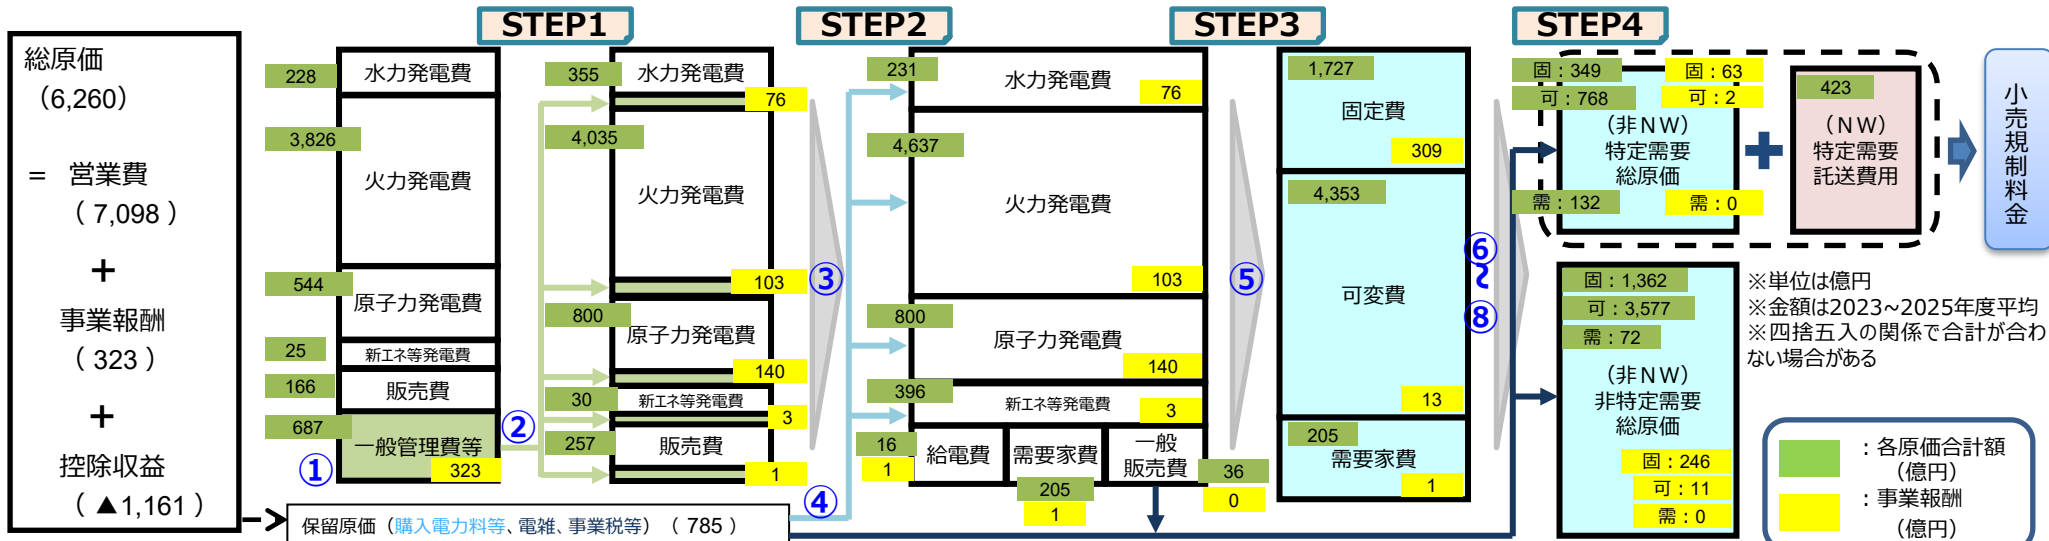 総原価
（6,260）
= 営業費
（ 7,098 ）
+
事業報酬
（ 323 ）
+
控除収益
（ ▲1,161 ）
STEP1
228
水力発電費
3,826
火力発電費
544
原子力発電費
25
新エネ等発電費
166
販売費
687
一般管理費等
323
①
②
355
水力発電費
76
4,035
火力発電費
103
800
原子力発電費
140
30
新エネ等発電費
3
257
販売費
1
③
保留原価（購入電力料等、電雑、事業税等）（ 785 ）
④
STEP2
231
水力発電費
76
4,637
火力発電費
103
800
原子力発電費
140
396
新エネ等発電費
3
16
1
給電費
需要家費
205
1
一般
販売費
36
0
STEP3
⑤
1,727
固定費
309
4,353
可変費
13
205
需要家費
1
⑥
～
⑧
STEP4
固：349
固：63
可：768
可：2
（非ＮＷ）
特定需要
総原価
需：132
需：0
423
（ＮＷ）
特定需要
託送費用
小売規制料金
固：1,362
可：3,577
需：72
（非ＮＷ）
非特定需要
総原価
固：246
可：11
需：0
※単位は億円
※金額は2023～2025年度平均
※四捨五入の関係で合計が合わ
ない場合がある
：各原価合計額
（億円）
：事業報酬
（億円）